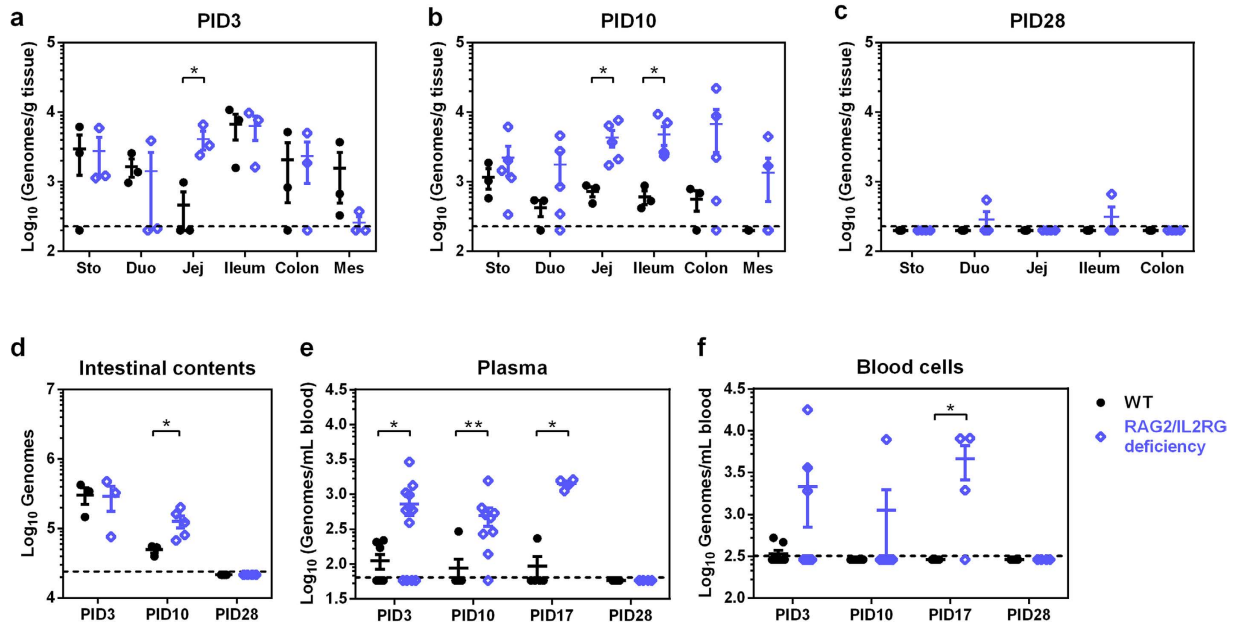 a
PID3
Log10 (Genomes/g tissue)
5
4
3
2
*
Sto Duo Jej Ileum Colon Mes
b
PID10
Log10 (Genomes/g tissue)
5
4
3
2
* *
Sto Duo Jej Ileum Colon Mes
c
PID28
Log10 (Genomes/g tissue)
5
4
3
2
Sto Duo Jej Ileum Colon
d
Intestinal contents
Log10 Genomes
7
6
5
4
*
PID3 PID10 PID28
e
Plasma
Log10 (Genomes/mL blood)
4.5
4.0
3.5
3.0
2.5
2.0
1.5
* ** *
PID3 PID10 PID17 PID28
f
Blood cells
Log10 Genomes/mL blood
4.5
4.0
3.5
3.0
2.5
2.0
*
PID3 PID10 PID17 PID28
WT
RAG2/IL2RG
deficiency